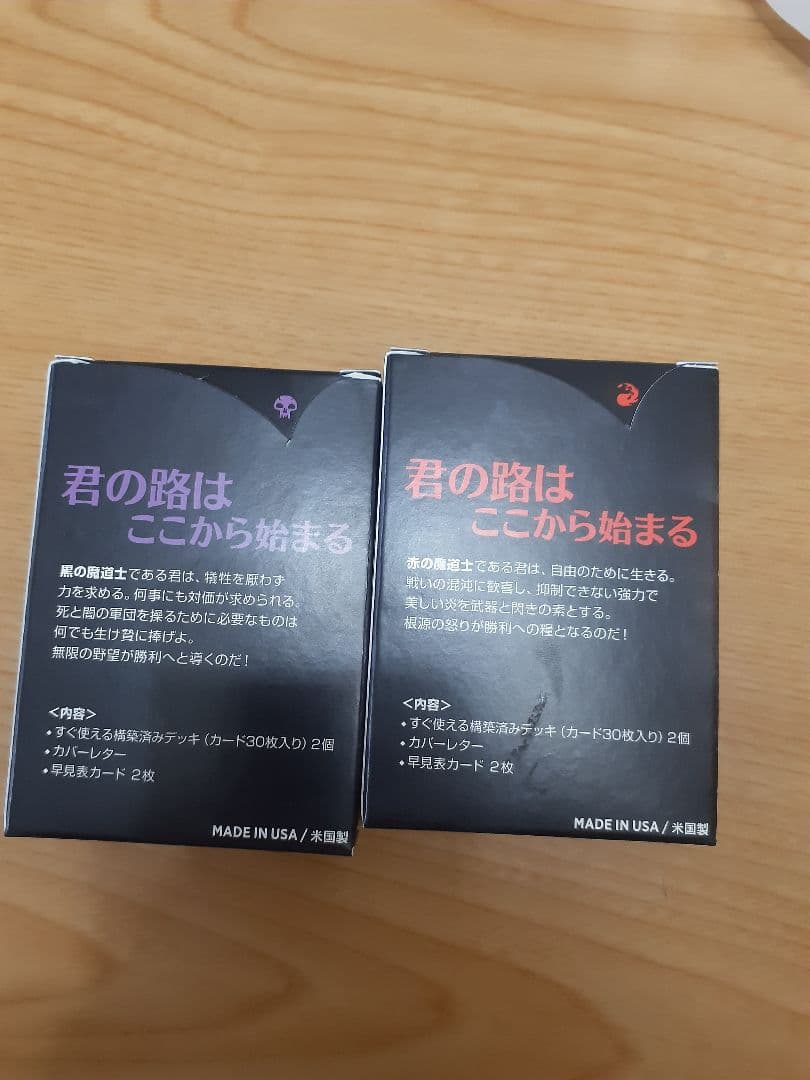 君の路は
ここから始まる
黒の魔道士である君は、犠牲を厭わず
力を求める。何事にも対価が求められる。
死と闇の軍団を操るために必要なものは
何でも生け贄に捧げよ。
無限の野望が勝利へと導くのだ！
＜内容＞
・すぐ使える構築済みデッキ（カード30枚入り）2個
・カバーレター
・早見表カード 2枚
MADE IN USA / 米国製
君の路は
ここから始まる
赤の魔道士である君は、自由のために生きる。
戦いの混沌に歓喜し、抑制できない強力で
美しい炎を武器と閃きの素とする。
根源の怒りが勝利への糧となるのだ！
＜内容＞
・すぐ使える構築済みデッキ（カード30枚入り）2個
・カバーレター
・早見表カード 2枚
MADE IN USA / 米国製